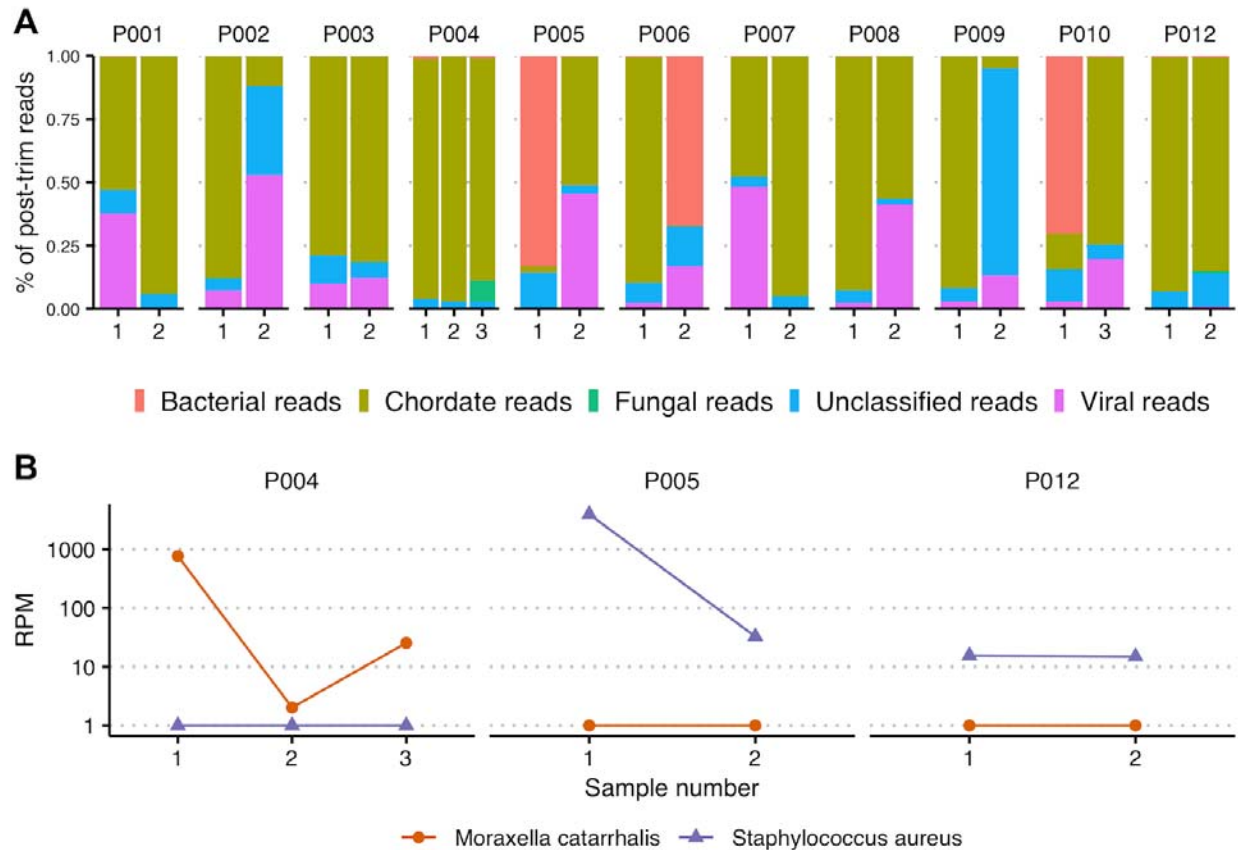 A
P001 P002 P003 P004 P005 P006 P007 P008 P009 P010 P012
% of post-trim reads
1.00
0.75
0.50
0.25
0.00
1 2 1 2 1 2 1 2 3 1 2 1 2 1 2 1 2 1 2 1 3 1 2
Bacterial reads Chordate reads Fungal reads Unclassified reads Viral reads
B
P004 P005 P012
RPM
1000
100
10
1
1 2 3 1 2 1 2
Sample number
Moraxella catarrhalis Staphylococcus aureus